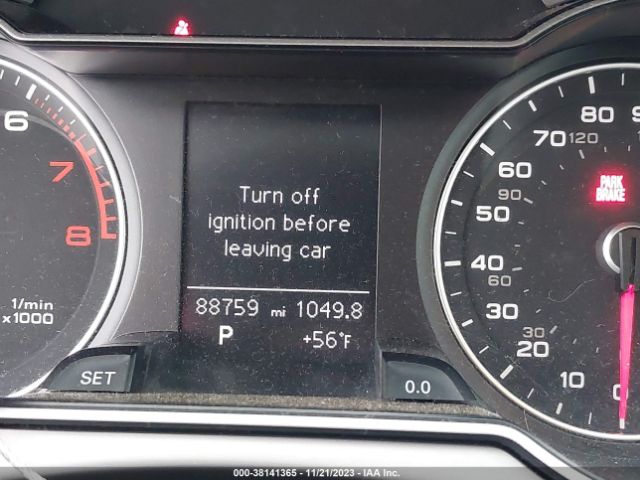 6
7
8
1/min
x1000
SET
Turn off
ignition before
leaving car
88759 mi 1049.8
P +56°F
0.0
90
80
70 120
60
90
50
40
60
30
30
20
10
0
PARK
BRAKE
000-38141365 - 11/21/2023 - IAA Inc.